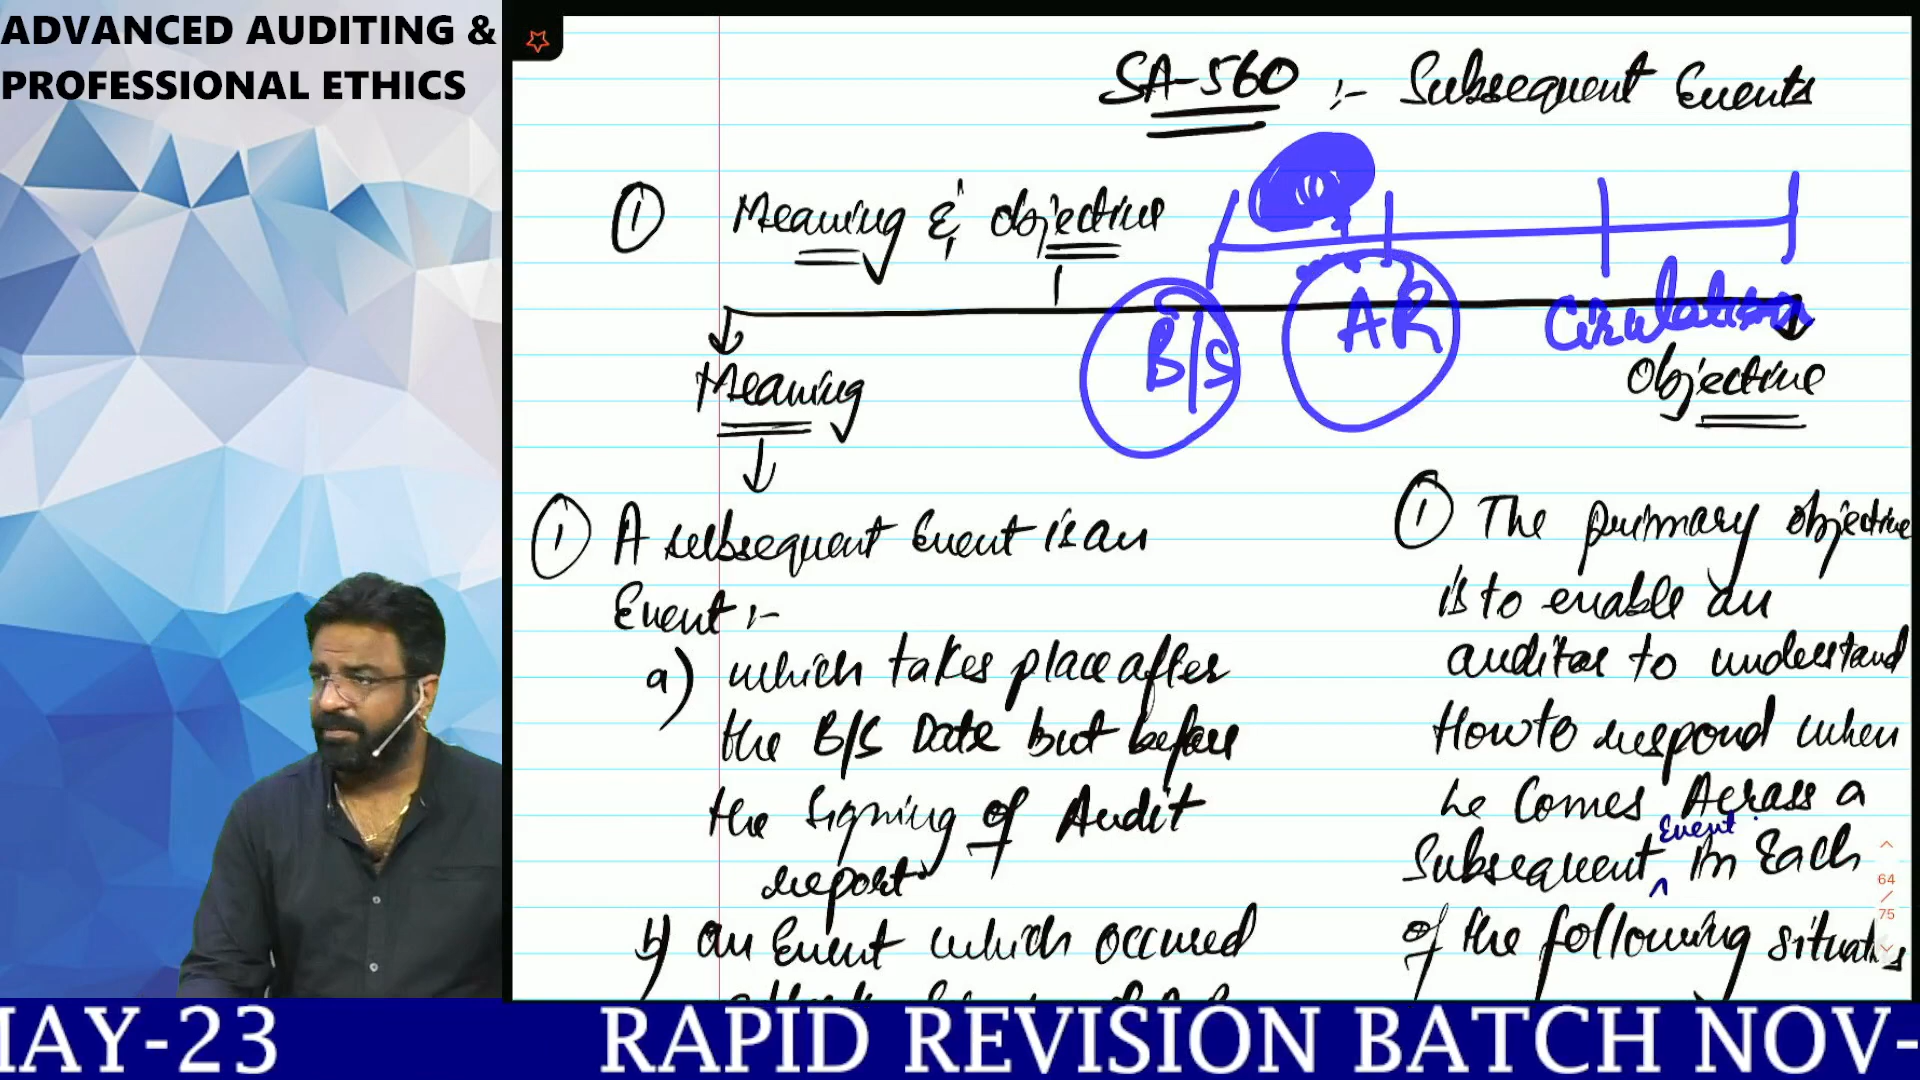 ADVANCED AUDITING &
PROFESSIONAL ETHICS
SA-560 :- Subsequent Events
① Meaning & objective
B/S
AR
Circulation
Meaning
① A subsequent Event is an
Event :-
a) which takes place after
the B/S Date but before
the signing of Audit
report
b) an Event which occured
Objective
① The primary objective
is to enable an
auditor to understand
How to respond when
he Comes Across a
Subsequent Event in Each
of the following
64
/
75
MAY-23 RAPID REVISION BATCH NOV-